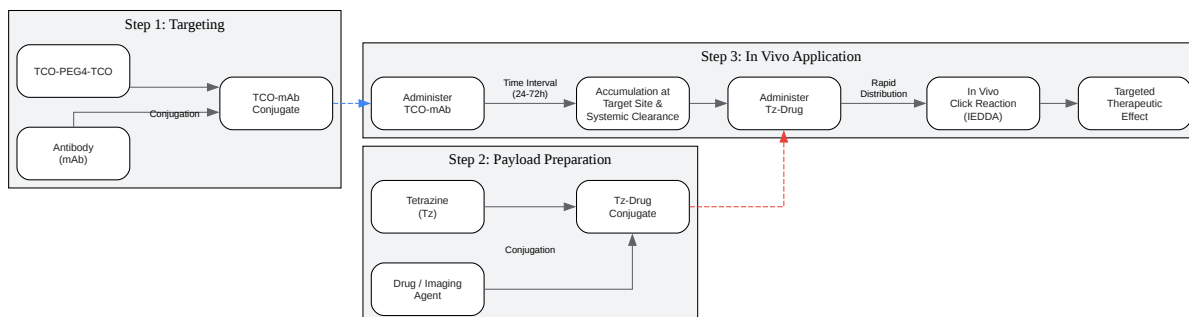 Step 1: Targeting
TCO-PEG4-TCO
Conjugation
Antibody
(mAb)
TCO-mAb
Conjugate
Step 3: In Vivo Application
Administer
TCO-mAb
Time Interval
(24-72h)
Accumulation at
Target Site &
Systemic Clearance
Administer
Tz-Drug
Rapid
Distribution
In Vivo
Click Reaction
(IEDDA)
Targeted
Therapeutic
Effect
Step 2: Payload Preparation
Tetrazine
(Tz)
Tz-Drug
Conjugate
Conjugation
Drug / Imaging
Agent